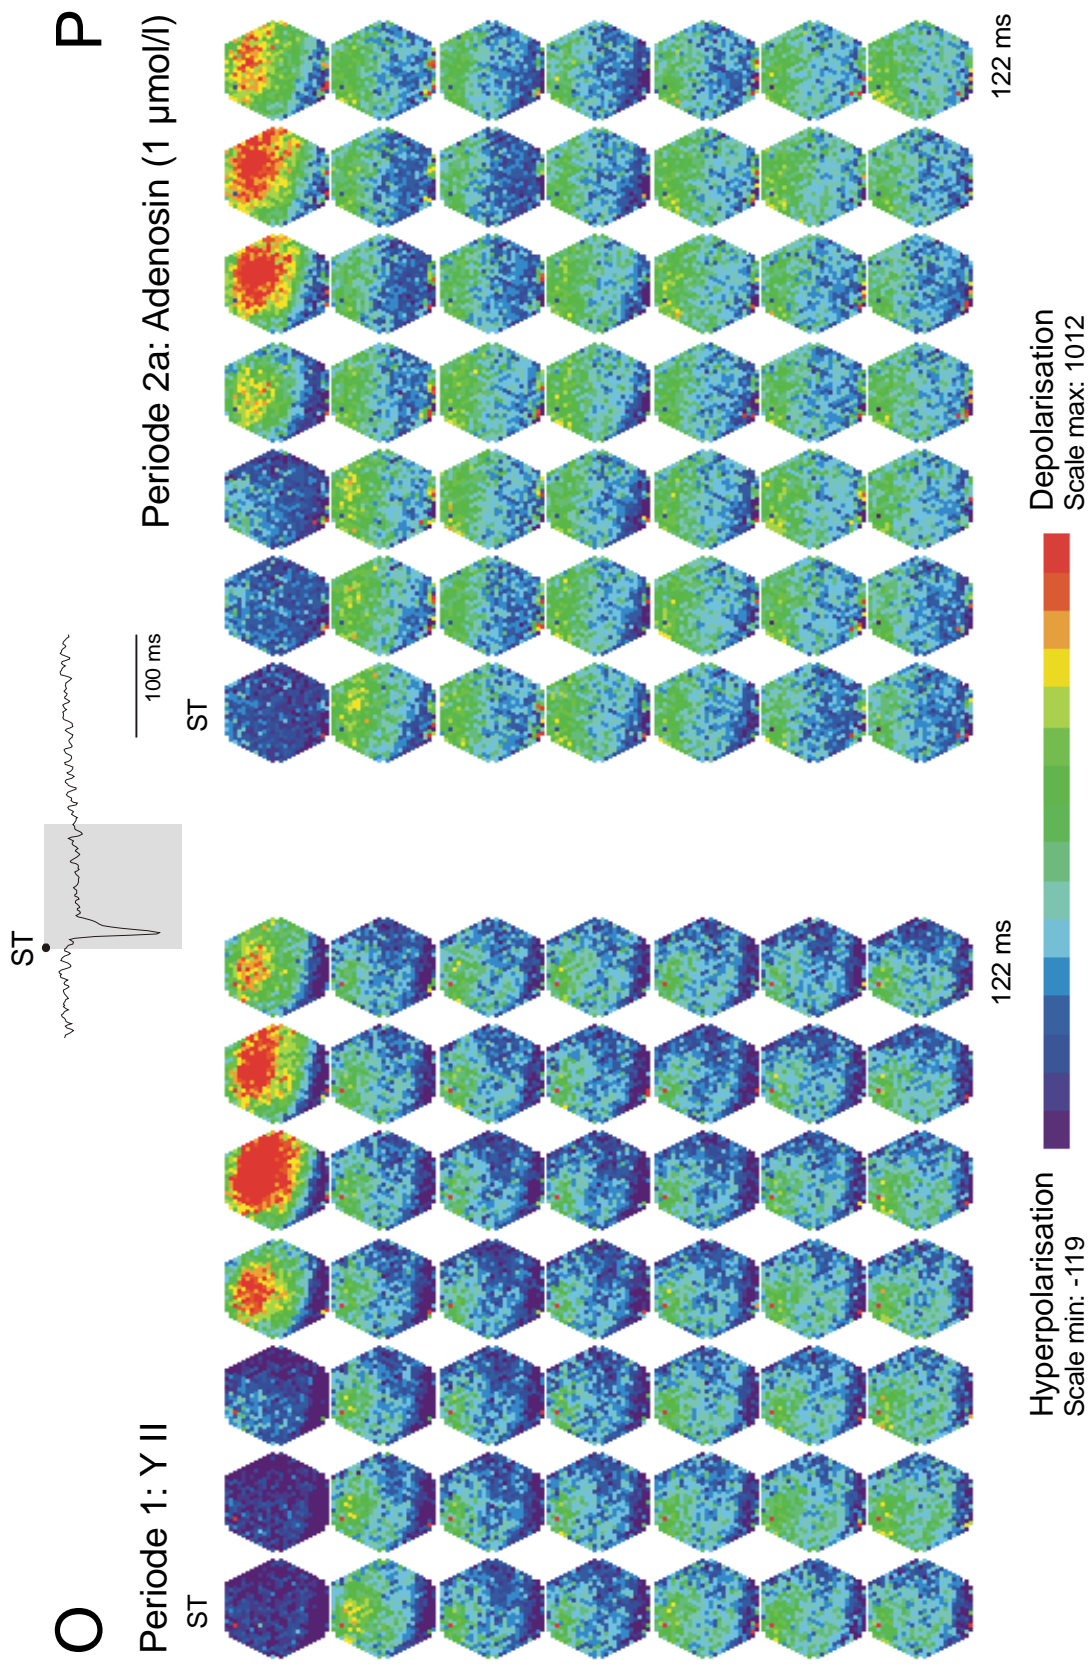 O
P
Periode 1: Y II
ST
Periode 2a: Adenosin (1 µmol/l)
100 ms
ST
ST
122 ms
122 ms
Hyperpolarisation
Scale min: -119
Depolarisation
Scale max: 1012